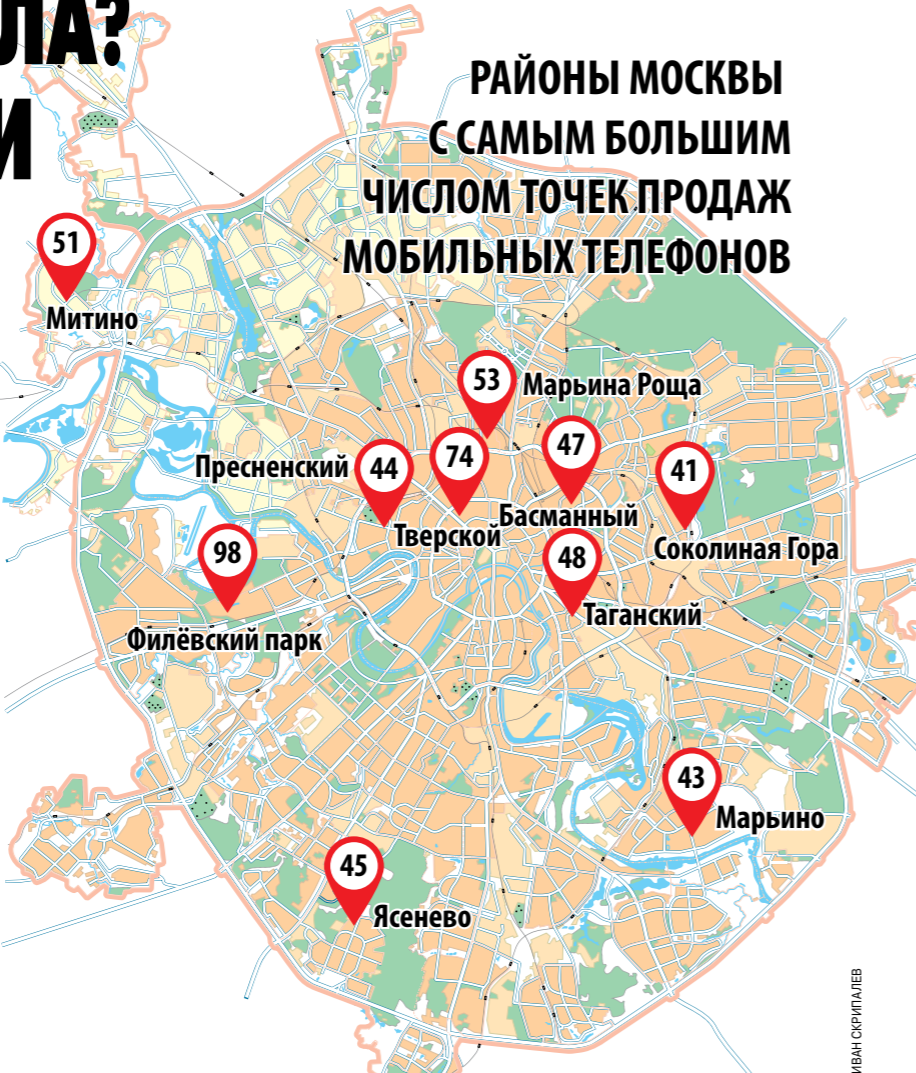 ЛА?
И
РАЙОНЫ МОСКВЫ
С САМЫМ БОЛЬШИМ
ЧИСЛОМ ТОЧЕК ПРОДАЖ
МОБИЛЬНЫХ ТЕЛЕФОНОВ
51
Митино
53
Марьина Роща
Пресненский
44
74
Тверской
47
Басманный
41
Соколиная Гора
98
Филёвский парк
48
Таганский
43
Марьино
45
Ясенево
ИВАН СКРИПАЛЕВ